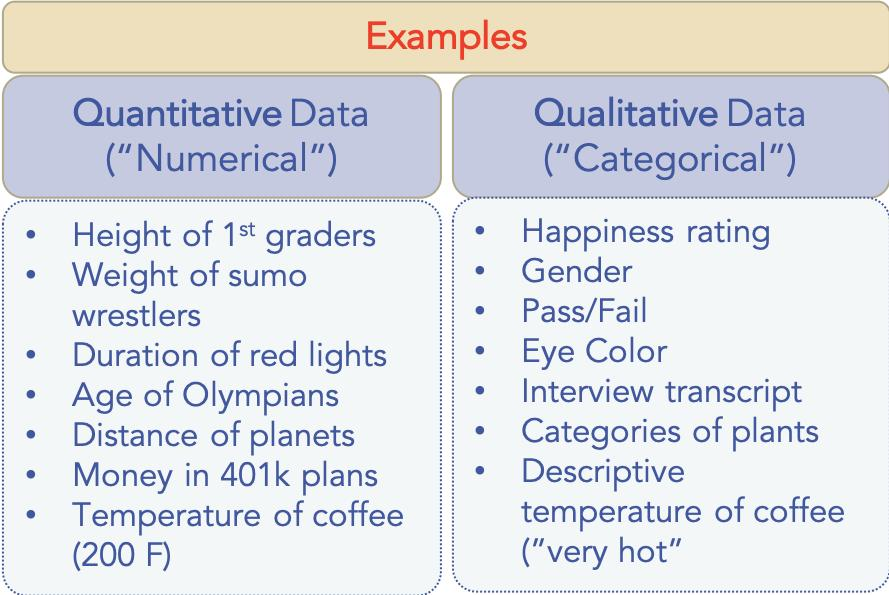 Examples
Quantitative Data
(“Numerical”)
• Height of 1st graders
• Weight of sumo
wrestlers
• Duration of red lights
• Age of Olympians
• Distance of planets
• Money in 401k plans
• Temperature of coffee
(200 F)
Qualitative Data
(“Categorical”)
• Happiness rating
• Gender
• Pass/Fail
• Eye Color
• Interview transcript
• Categories of plants
• Descriptive
temperature of coffee
(”very hot”